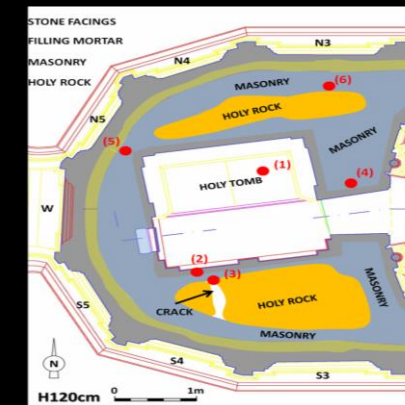 STONE FACINGS
FILLING MORTAR
MASONRY
HOLY ROCK
N3
N4
N5
W
S5
S4
S3
MASONRY
HOLY ROCK
MASONRY
(6)
(5)
(1)
(4)
HOLY TOMB
(2)
(3)
CRACK
HOLY ROCK
MASONRY
MASONRY
N
H120cm
0
1m